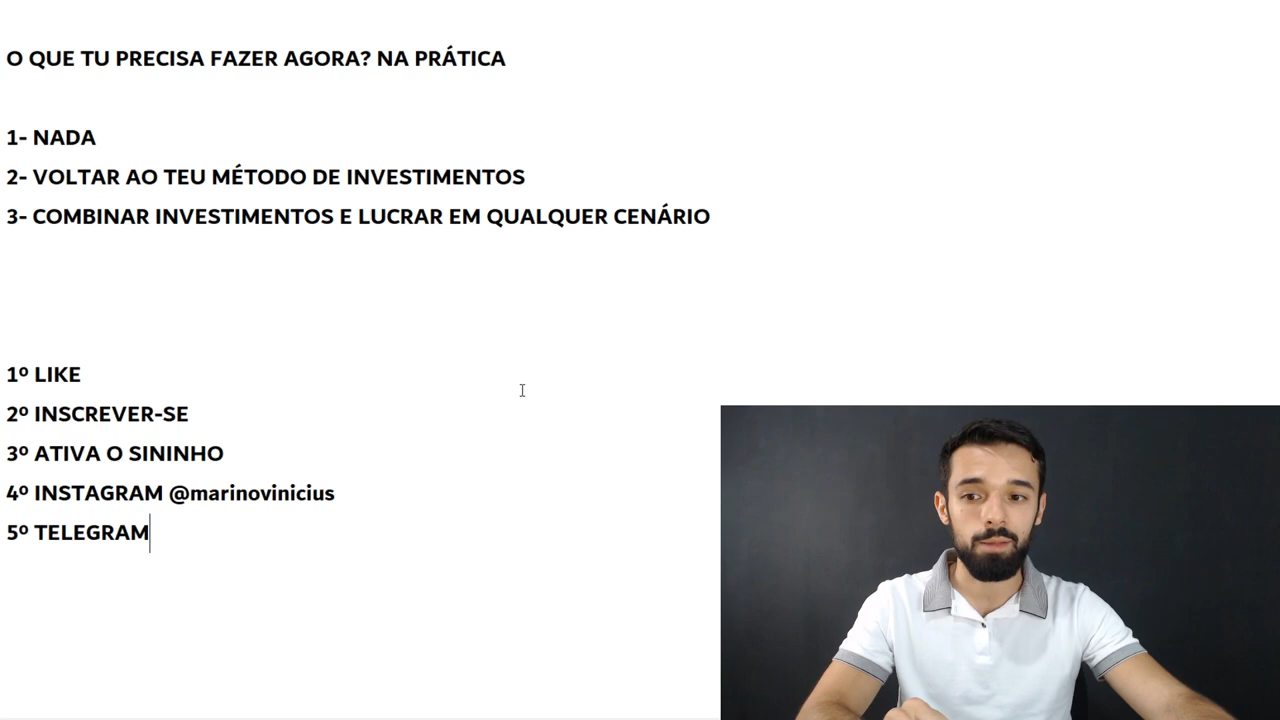 O QUE TU PRECISA FAZER AGORA? NA PRÁTICA
1- NADA
2- VOLTAR AO TEU MÉTODO DE INVESTIMENTOS
3- COMBINAR INVESTIMENTOS E LUCRAR EM QUALQUER CENÁRIO
1º LIKE
2º INSCREVER-SE
3º ATIVA O SININHO
4º INSTAGRAM @marinovinicius
5º TELEGRAM